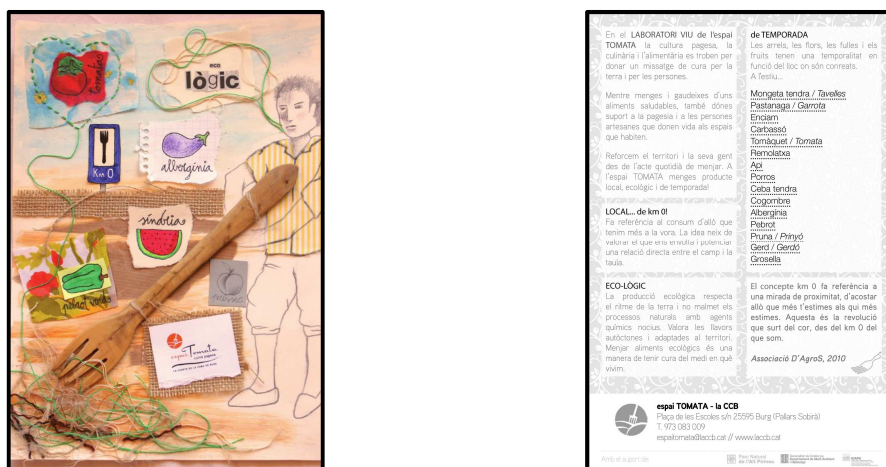 tomata
eco
lògic
KM 0
albergínia
síndria
pebrot verd
espai Tomata
En el LABORATORI VIU de l'espai
TOMATA la cultura pagesa, la
culinària i l'alimentària es troben per
donar un missatge de cura per la
terra i per les persones.
Mentre menges i gaudeixes d'uns
aliments saludables, també dónes
suport a la pagesia i a les persones
artesanes que donen vida als espais
que habiten.
Reforcem el territori i la seva gent
des de l'acte quotidià de menjar. A
l'espai TOMATA menges producte
local, ecològic i de temporada!
LOCAL... de km 0!
Fa referència al consum d'allò que
tenim més a la vora. La idea neix de
valorar el que ens envolta i potenciar
una relació directa entre el camp i la
taula.
ECO-LÒGIC
La producció ecològica respecta
el ritme de la terra i no malmet els
processos naturals amb agents
químics nocius. Valora les llavors
autòctones i adaptades al territori.
Menjar aliments ecològics és una
manera de tenir cura del medi en què
vivim.
de TEMPORADA
Les arrels, les flors, les fulles i els
fruits tenen una temporalitat en
funció del lloc on són conreats.
A l'estiu...
Mongeta tendra / Tavelles
Pastanaga / Garrota
Enciam
Carbassó
Tomàquet / Tomata
Remolatxa
Api
Porros
Ceba tendra
Cogombre
Albergínia
Pebrot
Pruna / Prinyó
Gerd / Gerdó
Grosella
El concepte km 0 fa referència a
una mirada de proximitat, d'acostar
allò que més t'estimes als qui més
estimes. Aquesta és la revolució
que surt del cor, des del km 0 del
que som.
Associació D'AgroS, 2010
espai TOMATA - la CCB
Plaça de les Escoles s/n 25595 Burg (Pallars Sobirà)
T. 973 083 009
espaitomata@laccb.cat // www.laccb.cat
Amb el suport de:
Parc Natural
de l'Alt Pirineu